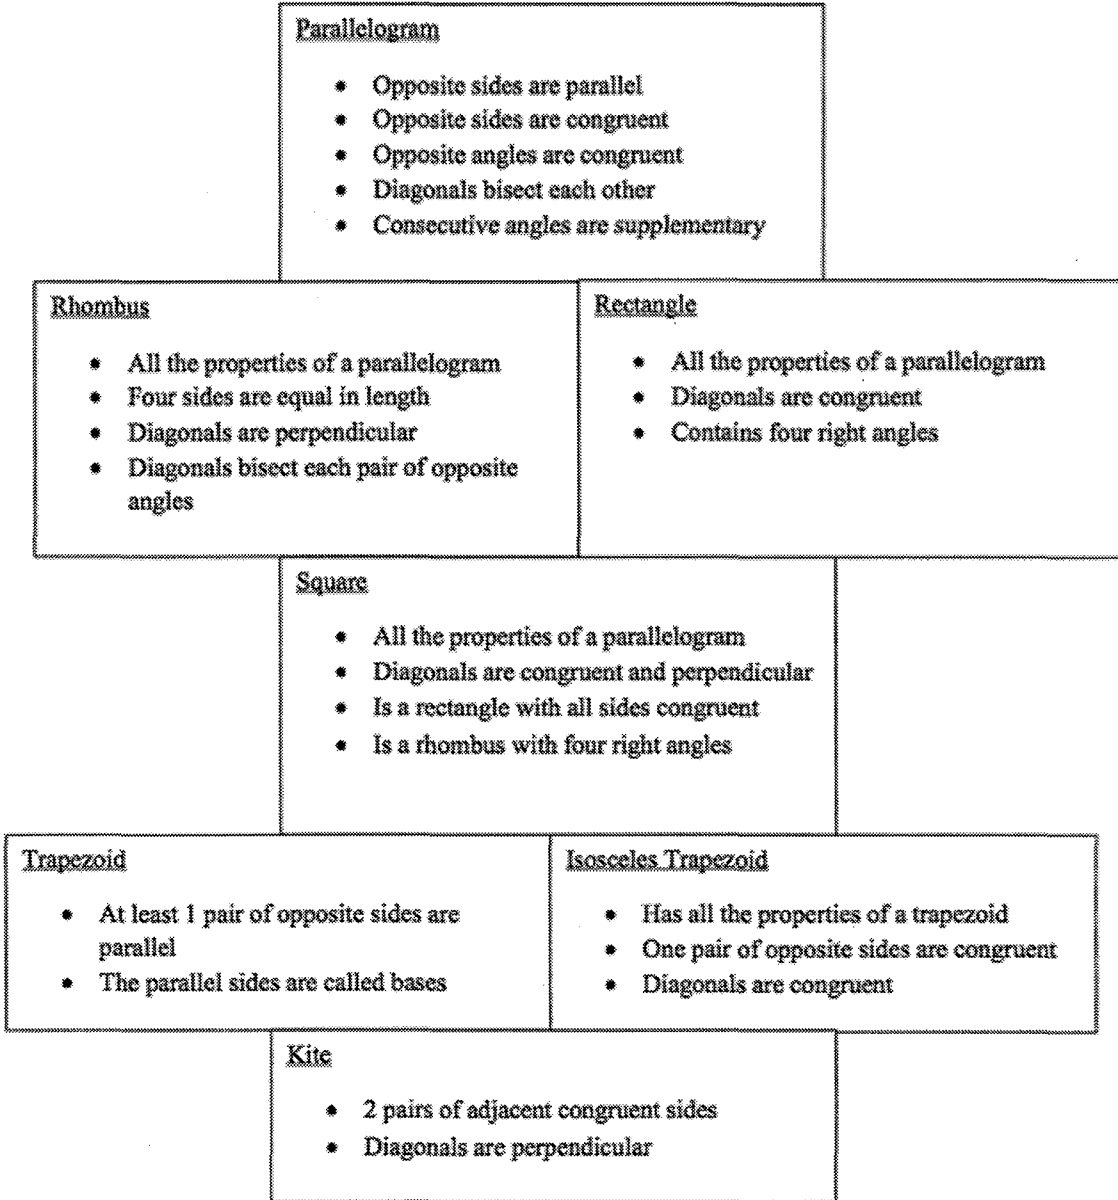 Parallelogram
• Opposite sides are parallel
• Opposite sides are congruent
• Opposite angles are congruent
• Diagonals bisect each other
• Consecutive angles are supplementary
Rhombus
• All the properties of a parallelogram
• Four sides are equal in length
• Diagonals are perpendicular
• Diagonals bisect each pair of opposite
angles
Rectangle
• All the properties of a parallelogram
• Diagonals are congruent
• Contains four right angles
Square
• All the properties of a parallelogram
• Diagonals are congruent and perpendicular
• Is a rectangle with all sides congruent
• Is a rhombus with four right angles
Trapezoid
• At least 1 pair of opposite sides are
parallel
• The parallel sides are called bases
Isosceles Trapezoid
• Has all the properties of a trapezoid
• One pair of opposite sides are congruent
• Diagonals are congruent
Kite
• 2 pairs of adjacent congruent sides
• Diagonals are perpendicular